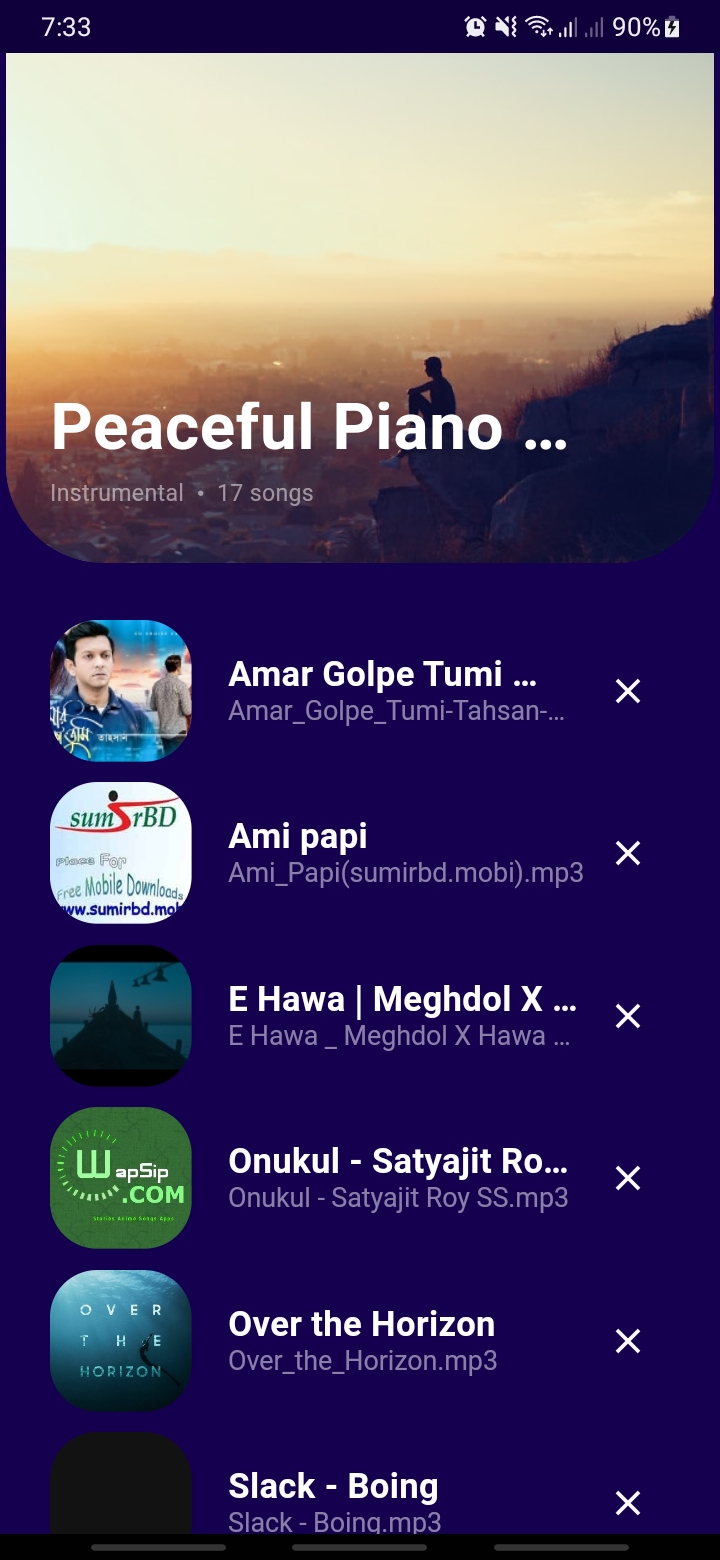 7:33
90%
Peaceful Piano ...
Instrumental • 17 songs
Amar Golpe Tumi ...
Amar_Golpe_Tumi-Tahsan-...
তাহসান
Ami papi
Ami_Papi(sumirbd.mobi).mp3
sumirBD
Place For
Free Mobile Downloads
www.sumirbd.mobi
E Hawa | Meghdol X ...
E Hawa _ Meghdol X Hawa ...
WapSip
.COM
Onukul - Satyajit Ro...
Onukul - Satyajit Roy SS.mp3
OVER
THE
HORIZON
Over the Horizon
Over_the_Horizon.mp3
Slack - Boing
Slack - Boing.mp3